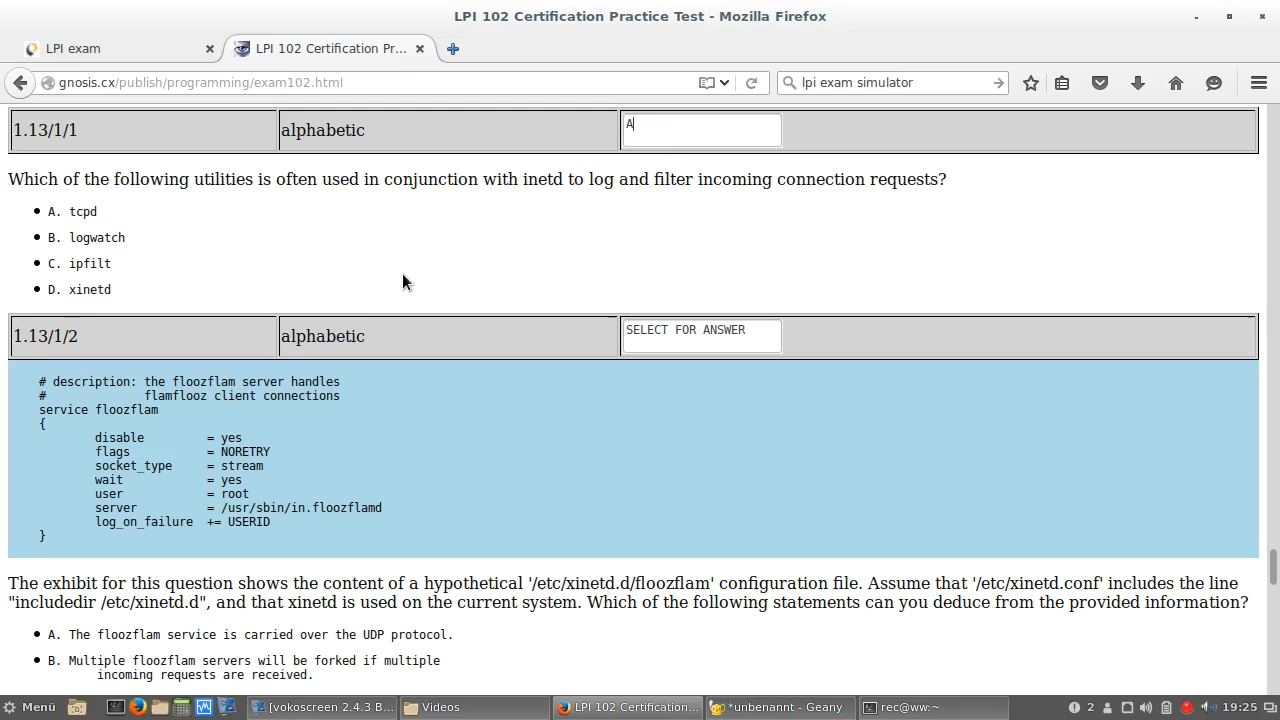 LPI 102 Certification Practice Test - Mozilla Firefox
LPI exam
LPI 102 Certification Pr...
gnosis.cx/publish/programming/exam102.html
lpi exam simulator
1.13/1/1 alphabetic A
Which of the following utilities is often used in conjunction with inetd to log and filter incoming connection requests?
A. tcpd
B. logwatch
C. ipfilt
D. xinetd
1.13/1/2 alphabetic SELECT FOR ANSWER
# description: the floozflam server handles
# flamflooz client connections
service floozflam
{
disable = yes
flags = NORETRY
socket_type = stream
wait = yes
user = root
server = /usr/sbin/in.floozflamd
log_on_failure += USERID
}
The exhibit for this question shows the content of a hypothetical '/etc/xinetd.d/floozflam' configuration file. Assume that '/etc/xinetd.conf' includes the line
"includedir /etc/xinetd.d", and that xinetd is used on the current system. Which of the following statements can you deduce from the provided information?
A. The floozflam service is carried over the UDP protocol.
B. Multiple floozflam servers will be forked if multiple
incoming requests are received.
Menü [vokoscreen 2.4.3 B... Videos LPI 102 Certification... *unbenannt - Geany rec@ww:~ 2 19:25